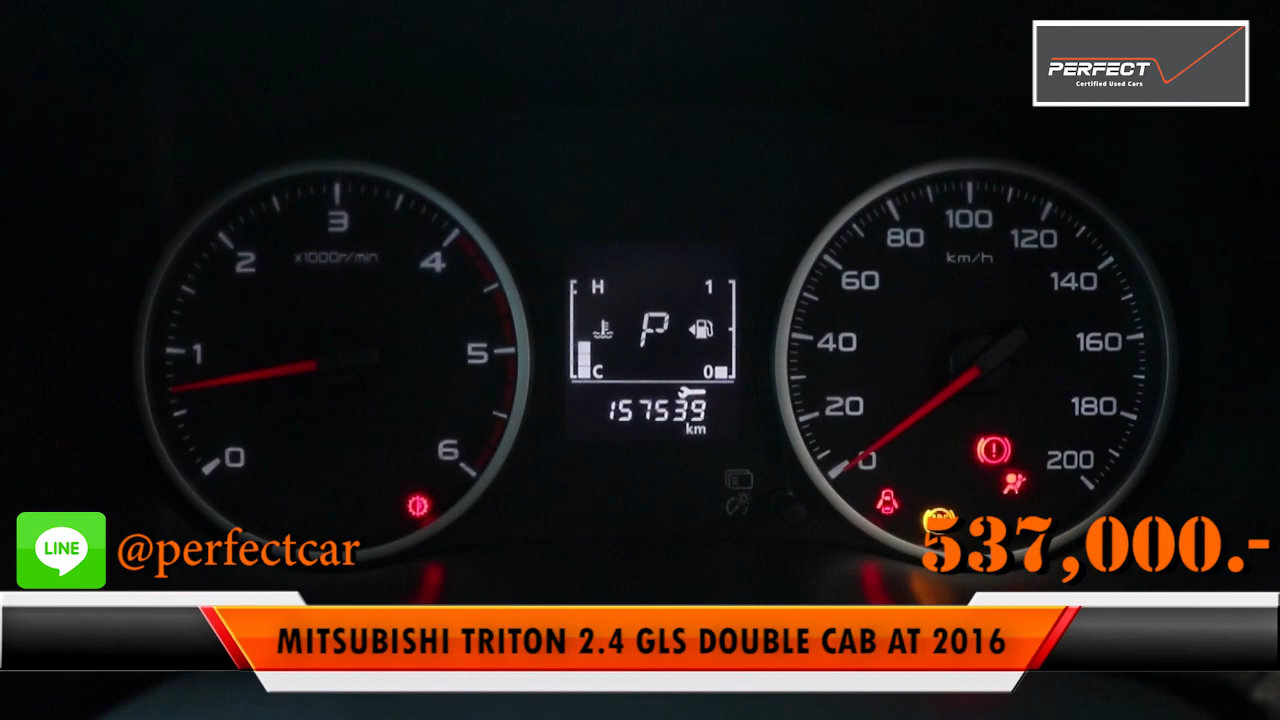 PERFECT
Certified Used Cars
0 1 2 3 4 5 6
x1000r/min
H 1
P
C 0
157539
km
0 20 40 60 80 100 120 140 160 180 200
km/h
LINE
@perfectcar
537,000.-
MITSUBISHI TRITON 2.4 GLS DOUBLE CAB AT 2016